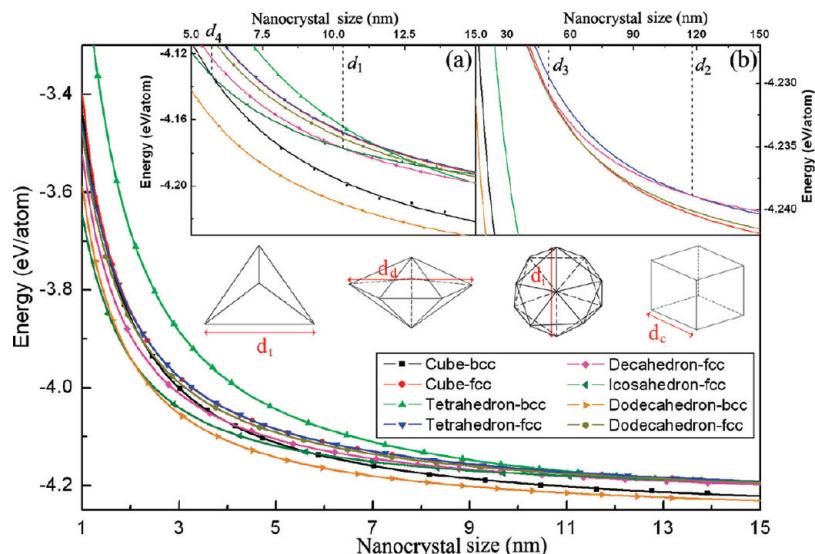 Nanocrystal size (nm)
5.0 7.5 10.0 12.5
Nanocrystal size (nm)
15.0 30 60 90 120 150
d4 d1 (a)
d3 d2 (b)
-4.12
-4.16
-4.20
Energy (eV/atom)
-4.230
-4.235
-4.240
Energy (eV/atom)
-3.4
-3.6
-3.8
-4.0
-4.2
Energy (eV/atom)
dt
dd
di
dc
Cube-bcc
Cube-fcc
Tetrahedron-bcc
Tetrahedron-fcc
Decahedron-fcc
Icosahedron-fcc
Dodecahedron-bcc
Dodecahedron-fcc
1 3 5 7 9 11 13 15
Nanocrystal size (nm)